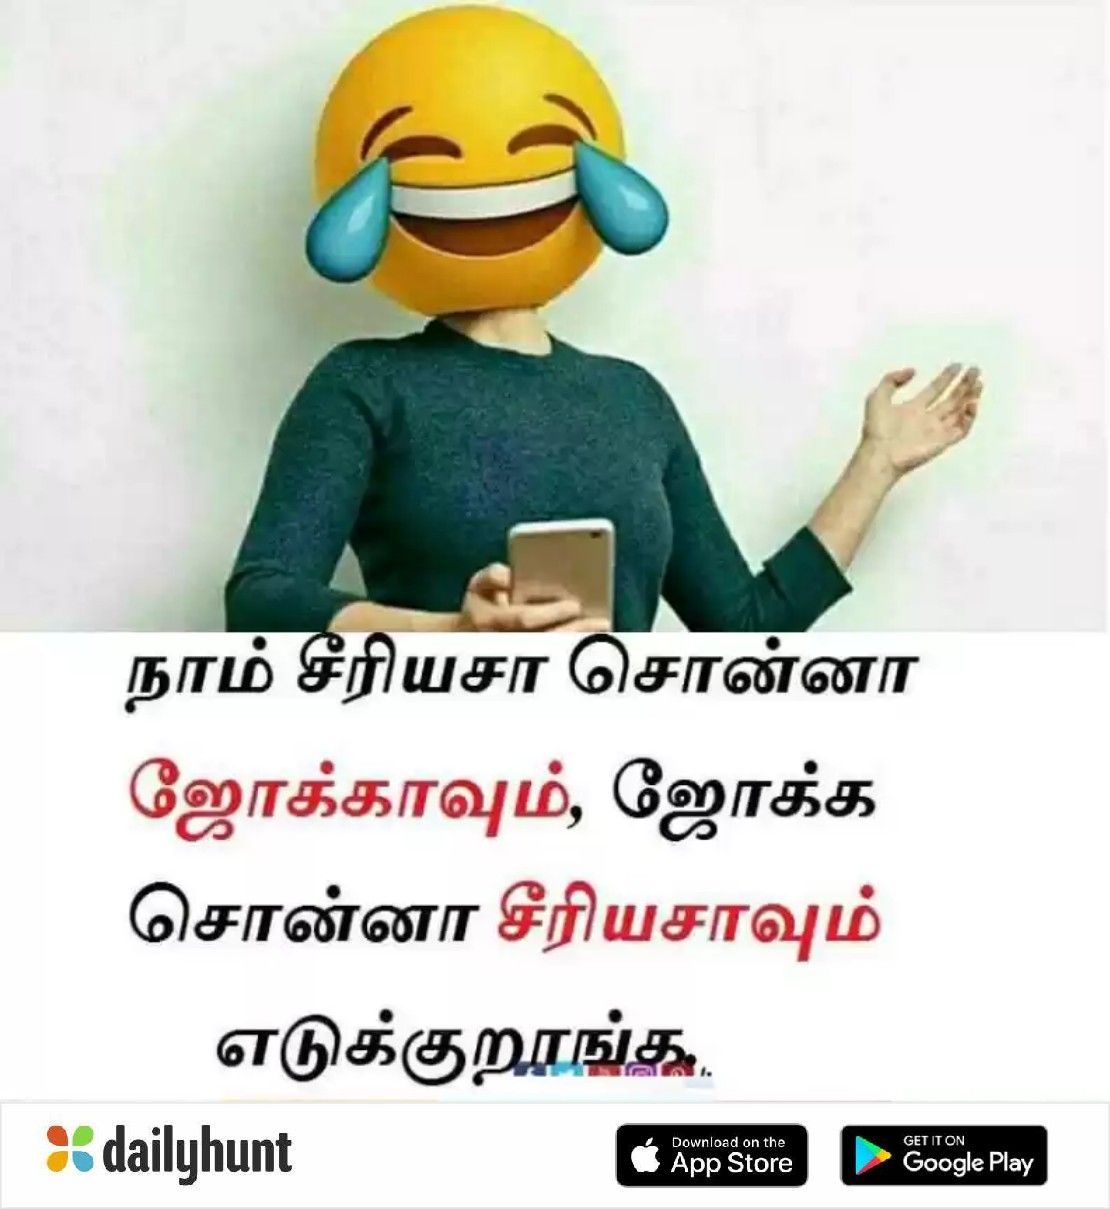 நாம் சீரியசா சொன்னா
ஜோக்காவும், ஜோக்க
சொன்னா சீரியசாவும்
எடுக்குறாங்க.
dailyhunt
Download on the
App Store
GET IT ON
Google Play